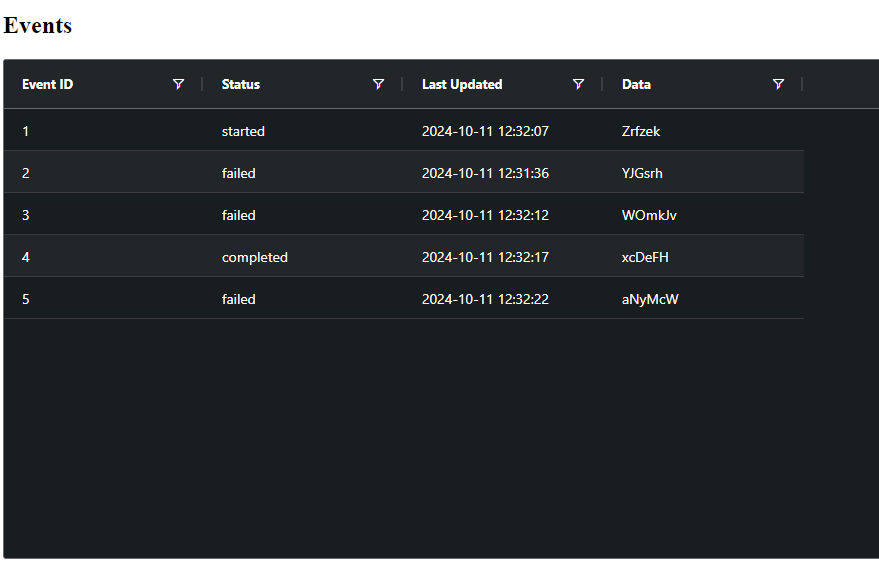 Events
Event ID Status Last Updated Data
1 started 2024-10-11 12:32:07 Zrfzek
2 failed 2024-10-11 12:31:36 YJGsrh
3 failed 2024-10-11 12:32:12 WOmkJv
4 completed 2024-10-11 12:32:17 xcDeFH
5 failed 2024-10-11 12:32:22 aNyMcW